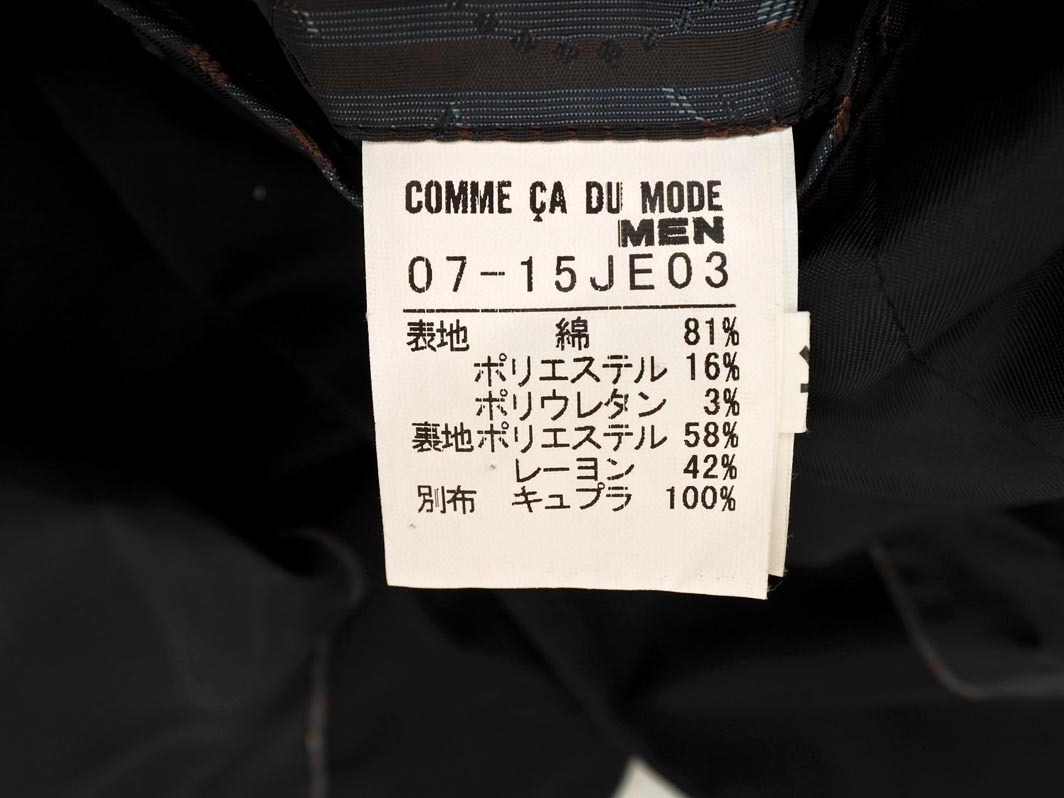 COMME ÇA DU MODE
MEN
07-15JE03
表地 綿 81%
ポリエステル 16%
ポリウレタン 3%
裏地ポリエステル 58%
レーヨン 42%
別布 キュプラ 100%